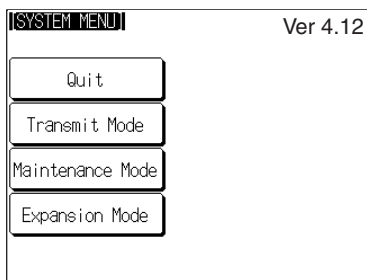 [SYSTEM MENU]
Ver 4.12
Quit
Transmit Mode
Maintenance Mode
Expansion Mode